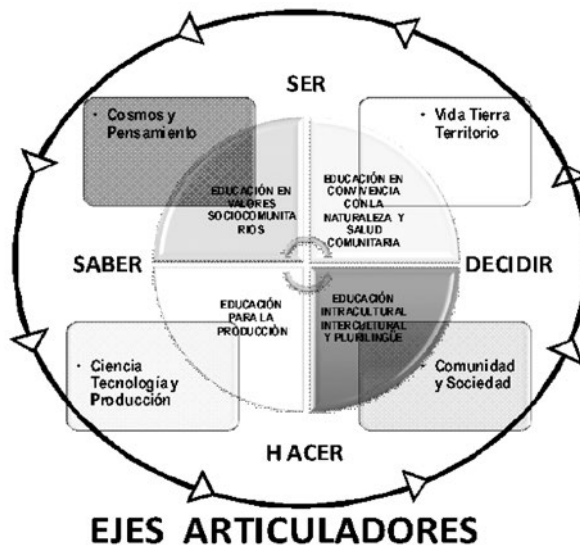 SER
• Cosmos y
Pensamiento
• Vida Tierra
Territorio
EDUCACIÓN EN
VALORES
SOCIOCOMUNITA
RIOS
EDUCACIÓN EN
CONVIVENCIA
CON LA
NATURALEZA Y
SALUD
COMUNITARIA
SABER
DECIDIR
EDUCACIÓN
PARA LA
PRODUCCIÓN
EDUCACIÓN
INTRACULTURAL
INTERCULTURAL
Y PLURILINGÜE
• Ciencia
Tecnología y
Producción
• Comunidad
y Sociedad
HACER
EJES ARTICULADORES